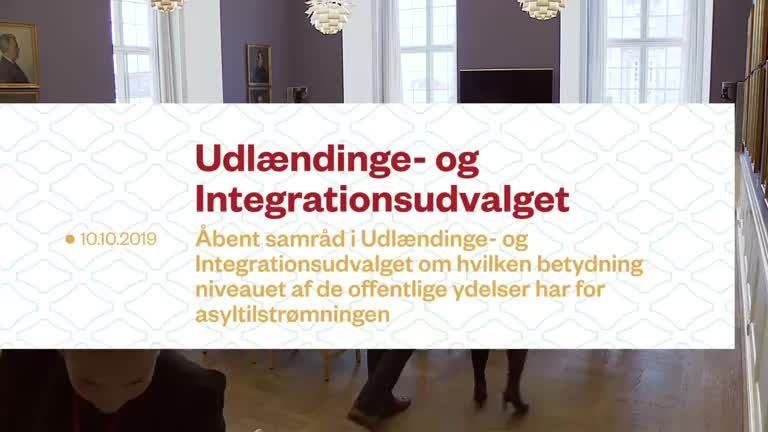 Udlændinge- og
Integrationsudvalget
10.10.2019
Åbent samråd i Udlændinge- og
Integrationsudvalget om hvilken betydning
niveauet af de offentlige ydelser har for
asyltilstrømningen